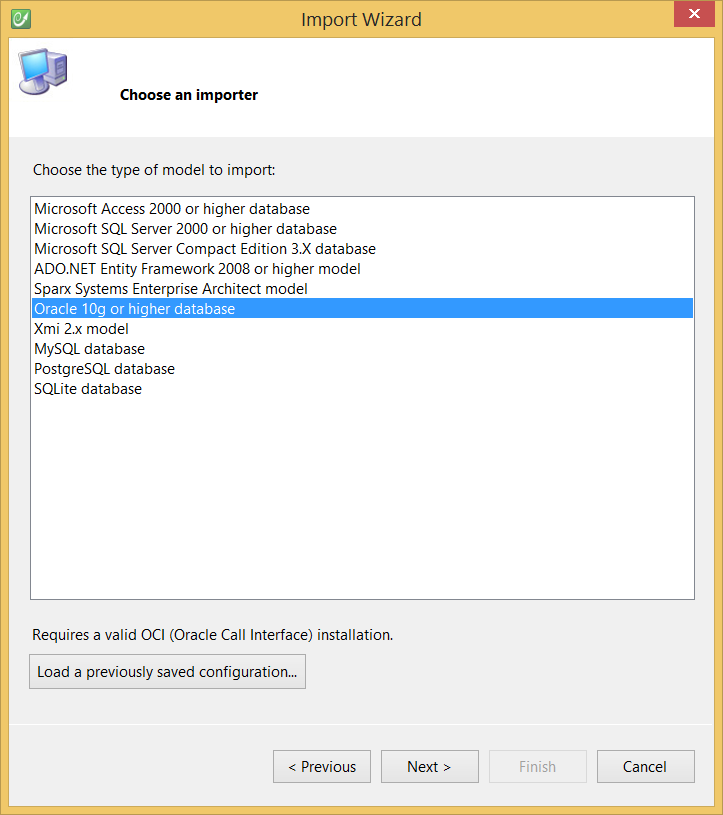 Import Wizard
Choose an importer
Choose the type of model to import:
Microsoft Access 2000 or higher database
Microsoft SQL Server 2000 or higher database
Microsoft SQL Server Compact Edition 3.X database
ADO.NET Entity Framework 2008 or higher model
Sparx Systems Enterprise Architect model
Oracle 10g or higher database
Xmi 2.x model
MySQL database
PostgreSQL database
SQLite database
Requires a valid OCI (Oracle Call Interface) installation.
Load a previously saved configuration...
< Previous Next > Finish Cancel